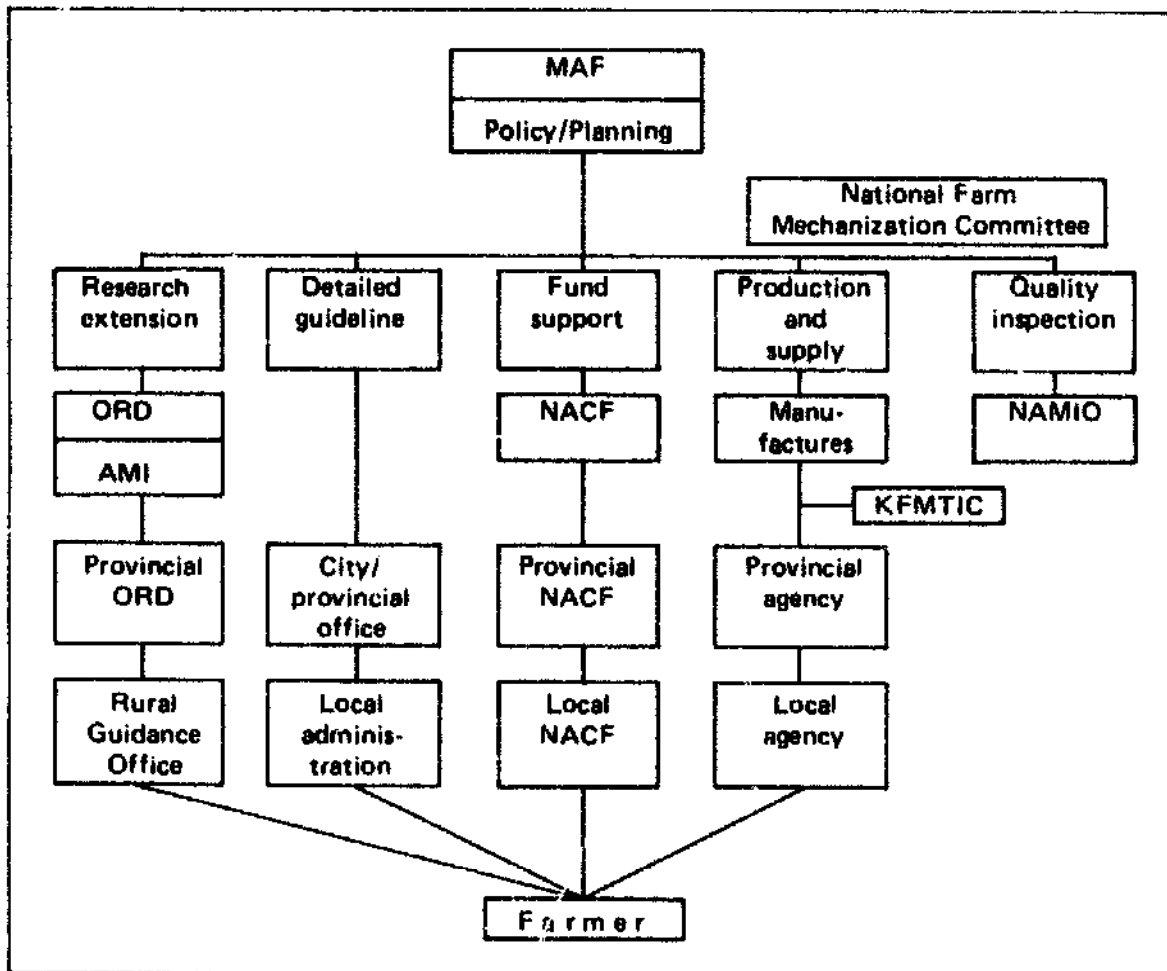 MAF
Policy/Planning
National Farm
Mechanization Committee
Research
extension
Detailed
guideline
Fund
support
Production
and
supply
Quality
inspection
ORD
AMI
NACF
Manu-
factures
NAMIO
KFMTIC
Provincial
ORD
City/
provincial
office
Provincial
NACF
Provincial
agency
Rural
Guidance
Office
Local
adminis-
tration
Local
NACF
Local
agency
Farmer